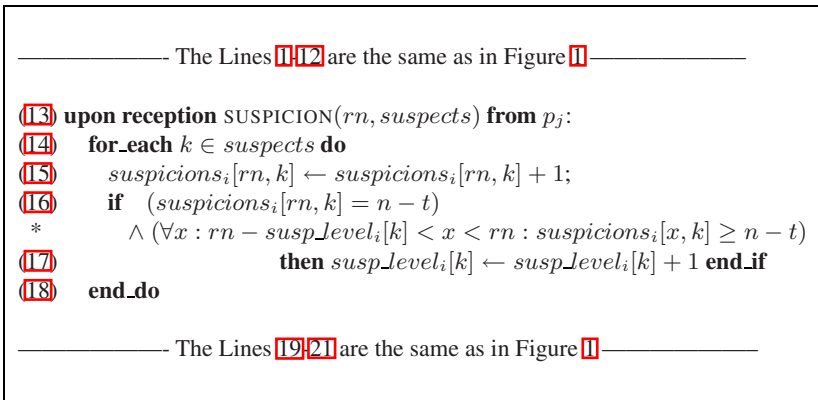 ——————- The Lines 1-12 are the same as in Figure 1 ——————
(13) upon reception SUSPICION(rn, suspects) from p_j:
(14) for_each k ∈ suspects do
(15) suspicions_i[rn, k] ← suspicions_i[rn, k] + 1;
(16) if (suspicions_i[rn, k] = n − t)
* ∧ (∀x : rn − susp_level_i[k] < x < rn : suspicions_i[x, k] ≥ n − t)
(17) then susp_level_i[k] ← susp_level_i[k] + 1 end_if
(18) end_do
——————- The Lines 19-21 are the same as in Figure 1 ——————